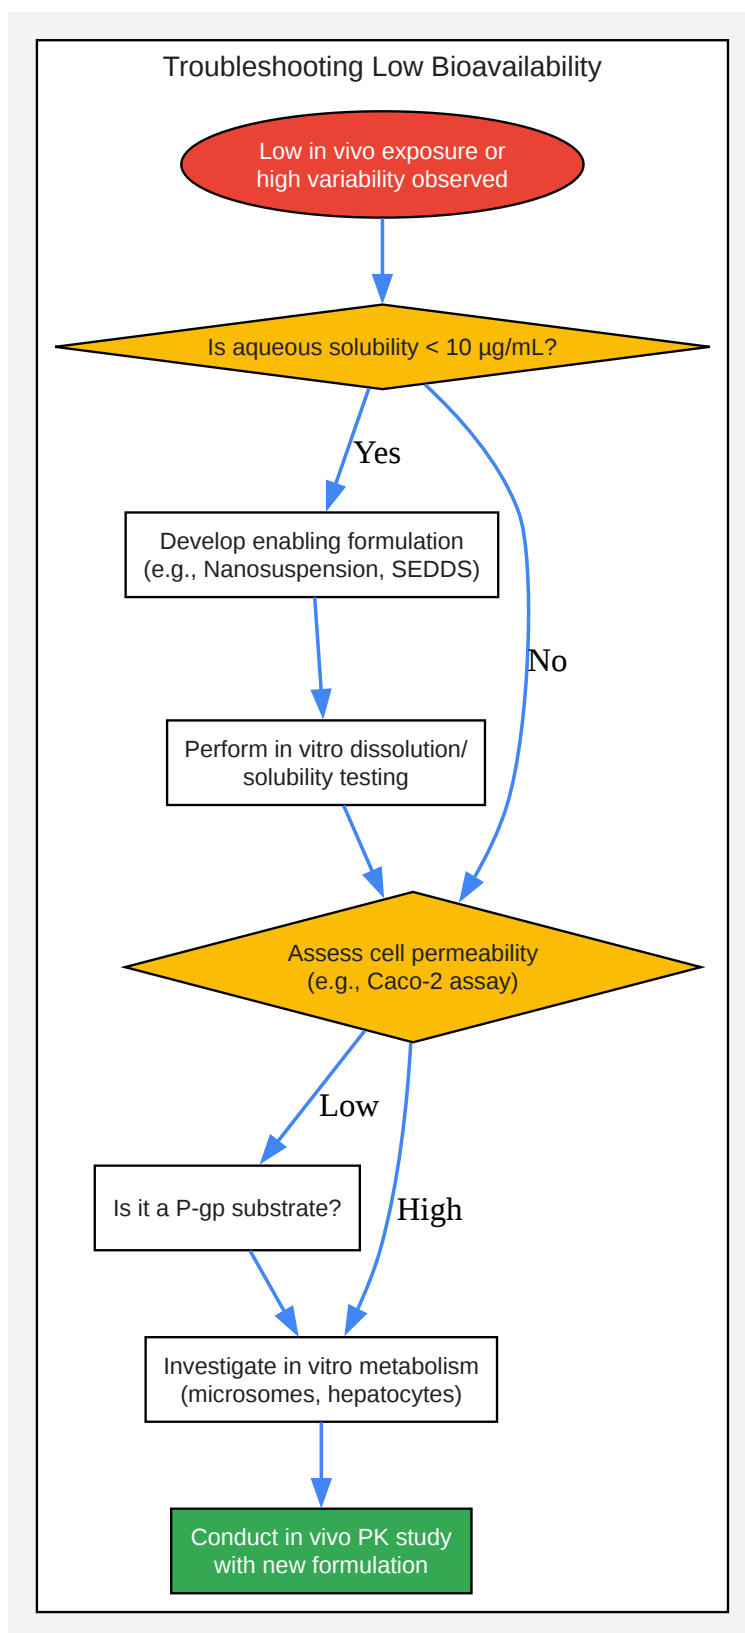 Troubleshooting Low Bioavailability
Low in vivo exposure or
high variability observed
Is aqueous solubility < 10 µg/mL?
Yes
Develop enabling formulation
(e.g., Nanosuspension, SEDDS)
No
Perform in vitro dissolution/
solubility testing
Assess cell permeability
(e.g., Caco-2 assay)
Low
Is it a P-gp substrate?
High
Investigate in vitro metabolism
(microsomes, hepatocytes)
Conduct in vivo PK study
with new formulation